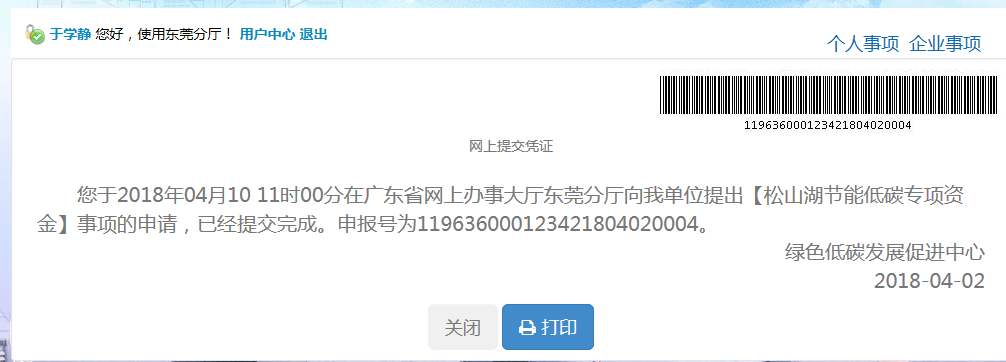 于学静 您好，使用东莞分厅！ 用户中心 退出
个人事项 企业事项
119636000123421804020004
网上提交凭证
您于2018年04月10 11时00分在广东省网上办事大厅东莞分厅向我单位提出【松山湖节能低碳专项资
金】事项的申请，已经提交完成。申报号为119636000123421804020004。
绿色低碳发展促进中心
2018-04-02
关闭 打印